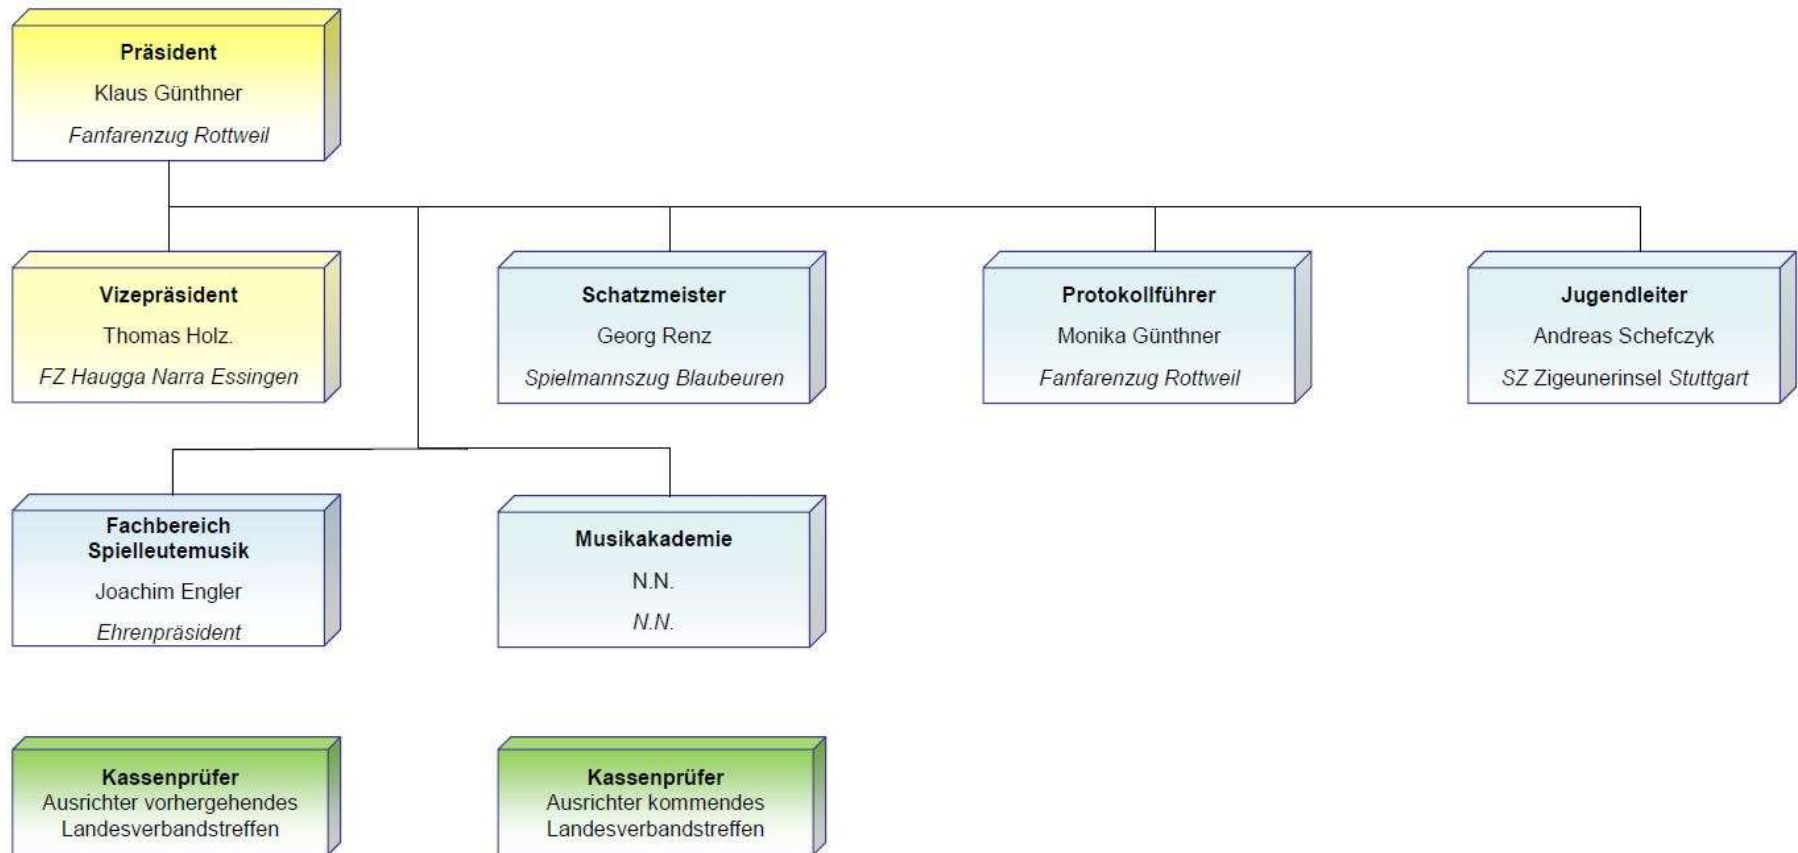 Präsident
Klaus Günthner
Fanfarenzug Rottweil
Vizepräsident
Thomas Holz.
FZ Haugga Narra Essingen
Schatzmeister
Georg Renz
Spielmannszug Blaubeuren
Protokollführer
Monika Günthner
Fanfarenzug Rottweil
Jugendleiter
Andreas Schefczyk
SZ Zigeunerinsel Stuttgart
Fachbereich
Spielleutemusik
Joachim Engler
Ehrenpräsident
Musikakademie
N.N.
N.N.
Kassenprüfer
Ausrichter vorhergehendes
Landesverbandstreffen
Kassenprüfer
Ausrichter kommendes
Landesverbandstreffen